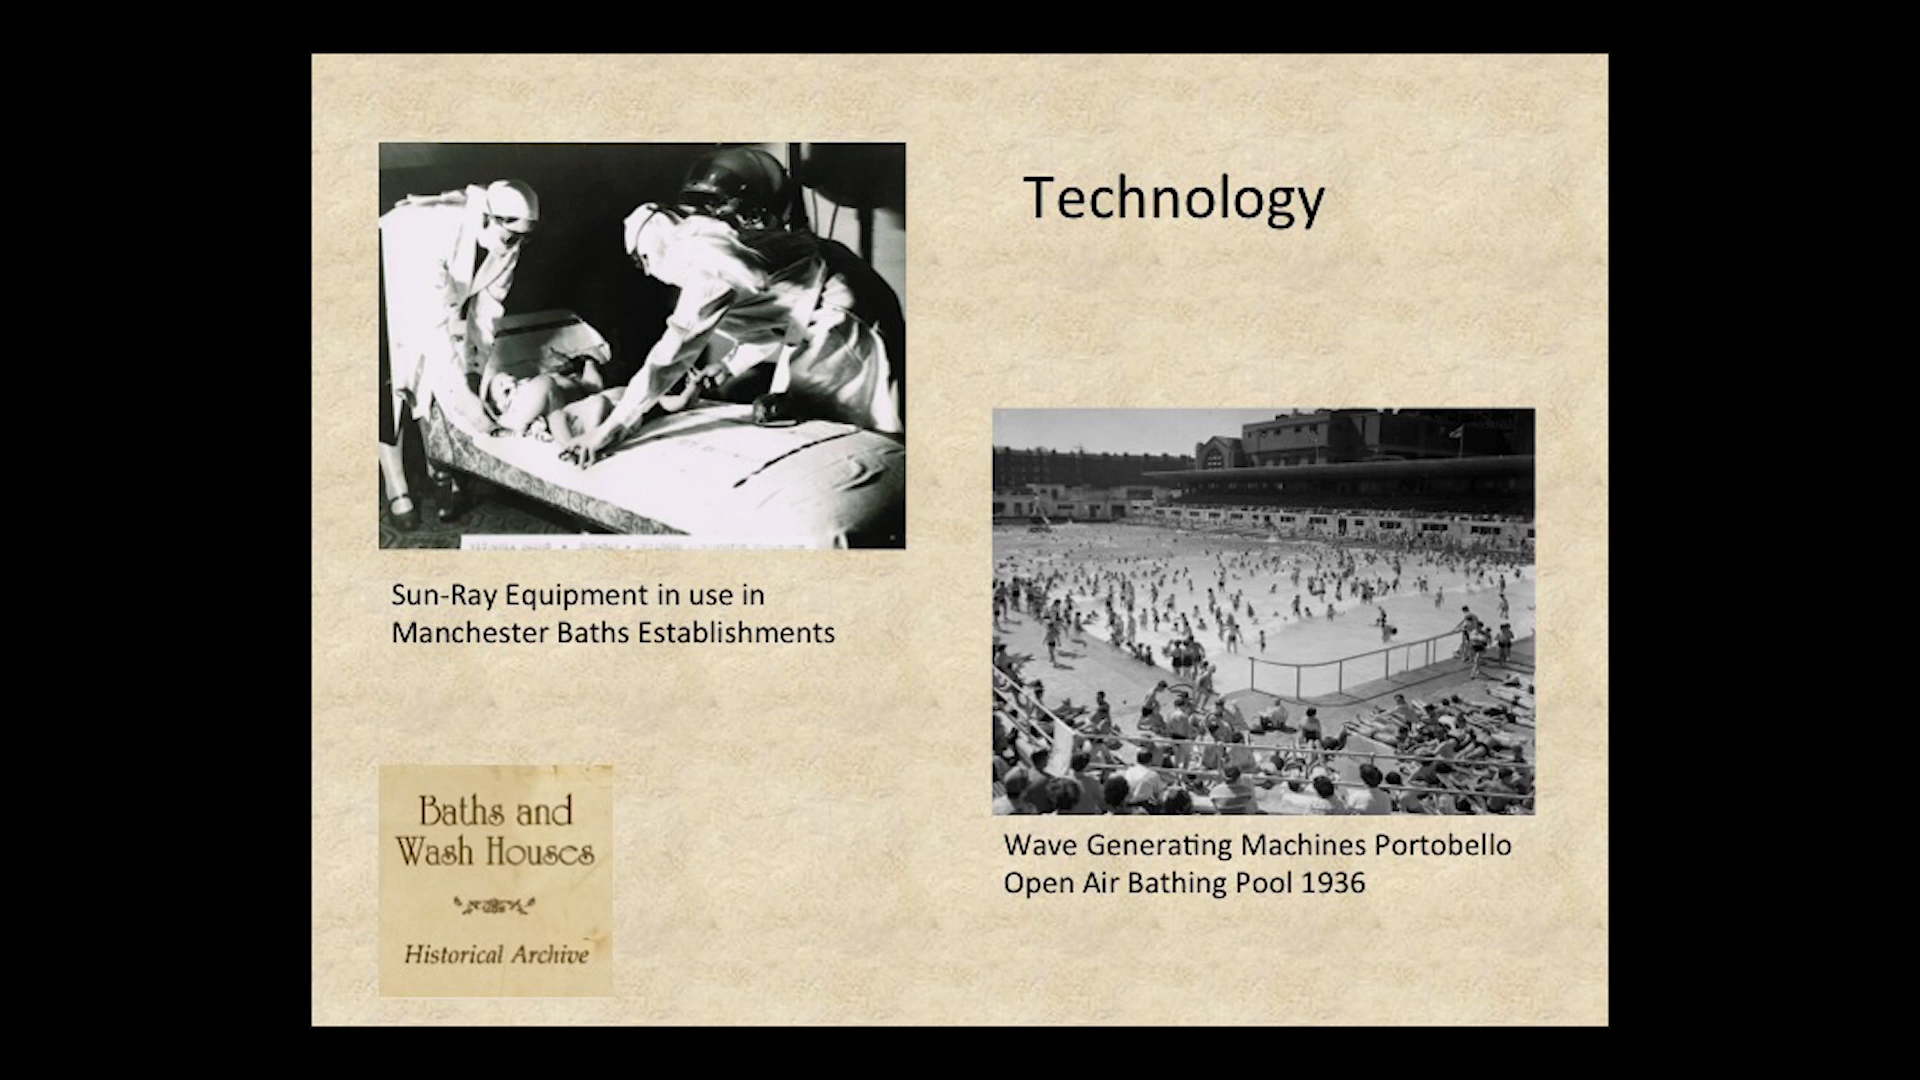 Technology
Sun-Ray Equipment in use in
Manchester Baths Establishments
Wave Generating Machines Portobello
Open Air Bathing Pool 1936
Baths and
Wash Houses
Historical Archive